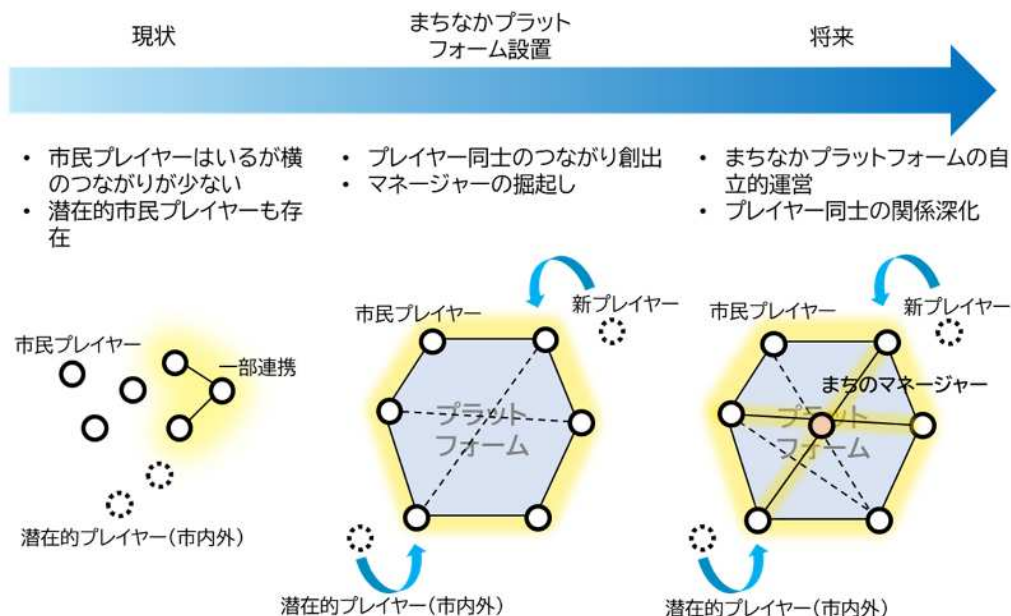 現状
まちなかプラット
フォーム設置
将来
• 市民プレイヤーはいるが横
のつながりが少ない
• 潜在的市民プレイヤーも存
在
• プレイヤー同士のつながり創出
• マネージャーの掘起し
• まちなかプラットフォームの自
立的運営
• プレイヤー同士の関係深化
市民プレイヤー
一部連携
潜在的プレイヤー(市内外)
市民プレイヤー
新プレイヤー
プラット
フォーム
潜在的プレイヤー(市内外)
市民プレイヤー
新プレイヤー
まちのマネージャー
プラット
フォーム
潜在的プレイヤー(市内外)